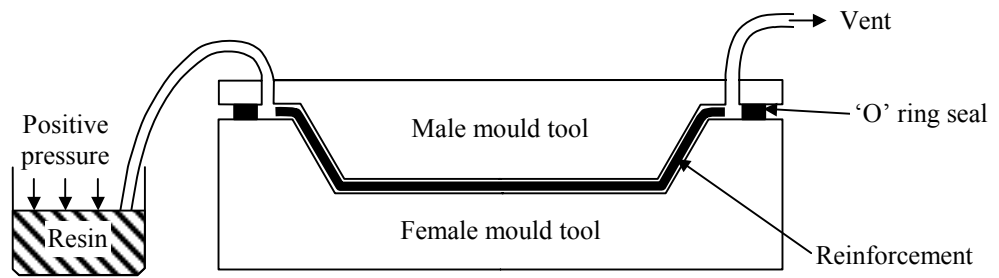 Vent
Positive
pressure
Male mould tool
‘O’ ring seal
Resin
Female mould tool
Reinforcement